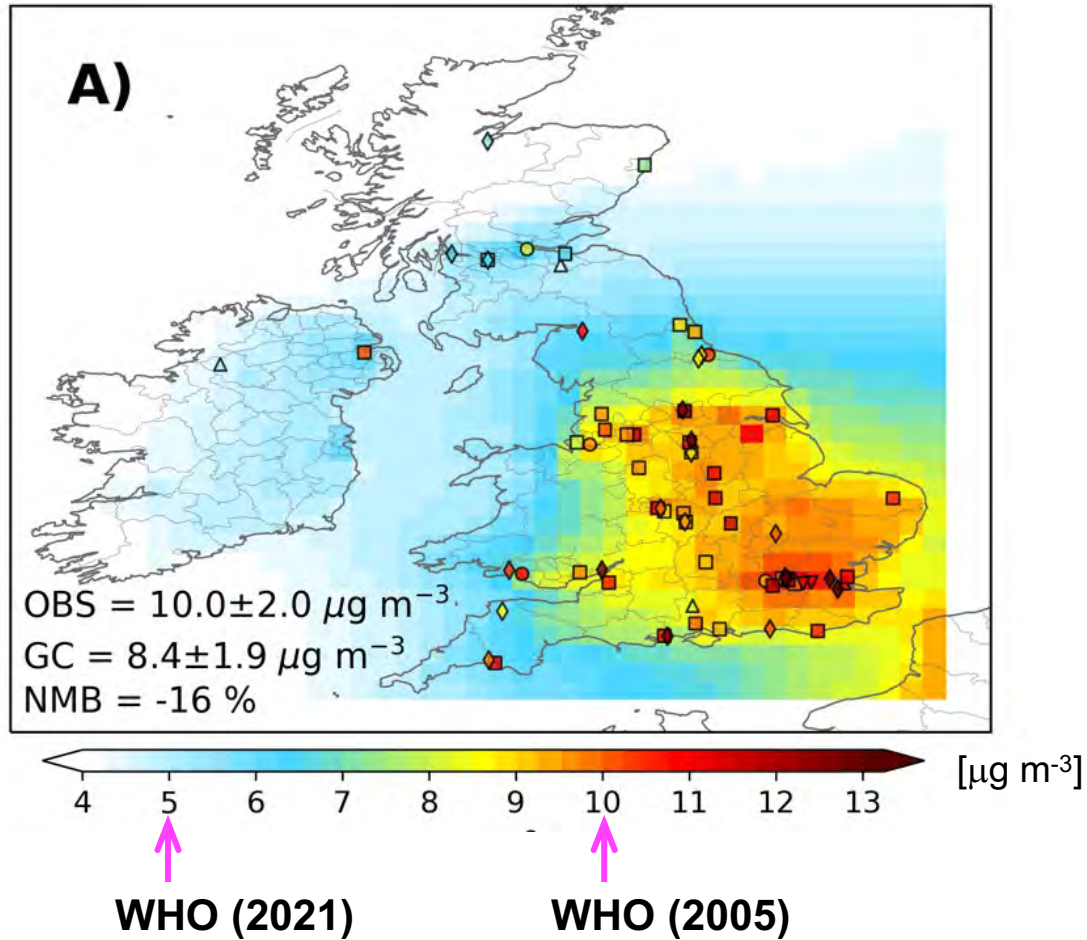 A)
OBS = 10.0±2.0 μg m⁻³
GC = 8.4±1.9 μg m⁻³
NMB = -16 %
4 5 6 7 8 9 10 11 12 13
[μg m⁻³]
WHO (2021) WHO (2005)